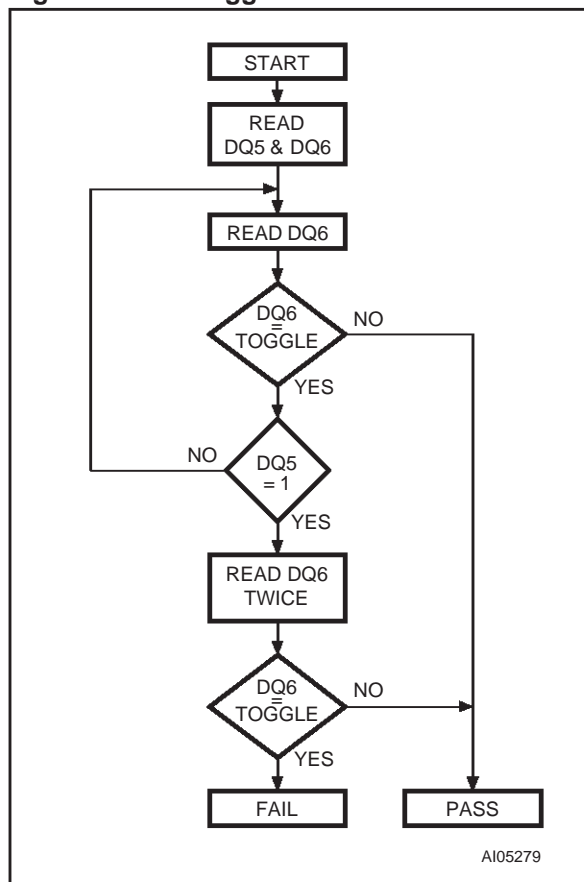 START
READ
DQ5 & DQ6
READ DQ6
DQ6
=
TOGGLE
NO
YES
NO
DQ5
= 1
YES
READ DQ6
TWICE
DQ6
=
TOGGLE
NO
YES
FAIL
PASS
AI05279